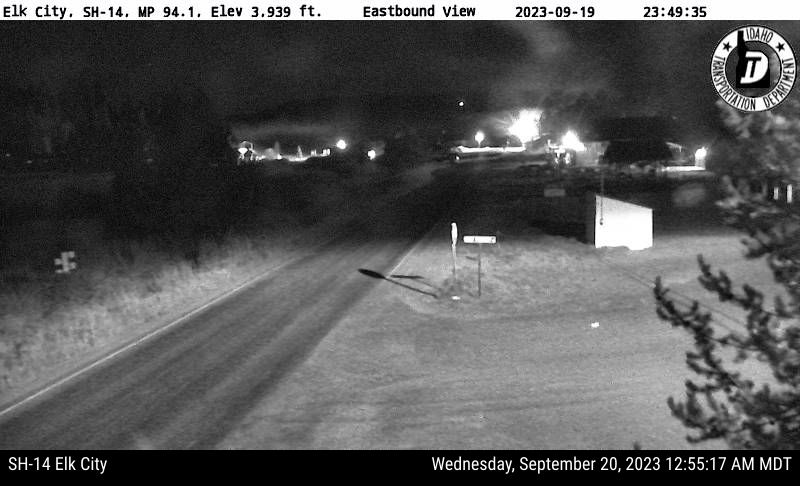 Elk City, SH-14, MP 94.1, Elev 3,939 ft. Eastbound View 2023-09-19 23:49:35
IDAHO
TRANSPORTATION DEPARTMENT
SH-14 Elk City Wednesday, September 20, 2023 12:55:17 AM MDT